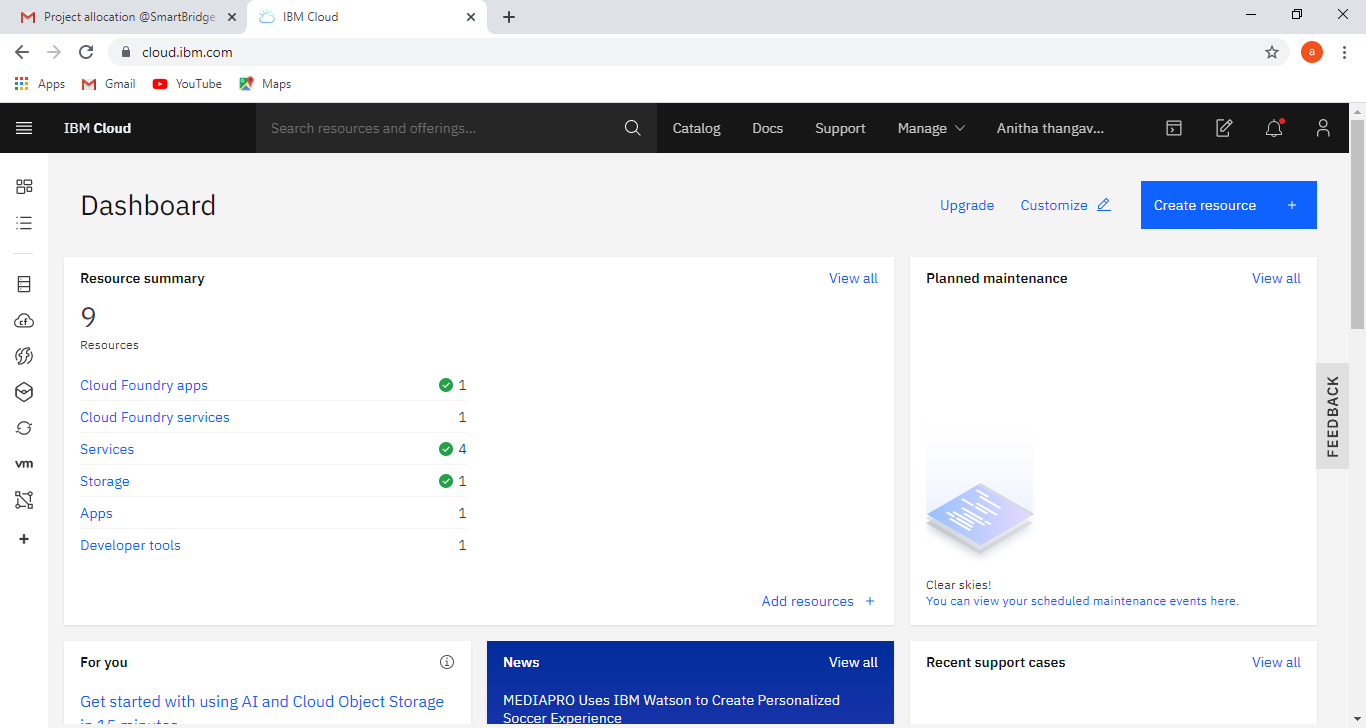 Project allocation @SmartBridge
IBM Cloud
cloud.ibm.com
a
Apps
Gmail
YouTube
Maps
IBM Cloud
Search resources and offerings...
Catalog
Docs
Support
Manage
Anitha thangav...
Dashboard
Upgrade
Customize
Create resource +
Resource summary
View all
9
Resources
Cloud Foundry apps 1
Cloud Foundry services 1
Services 4
Storage 1
Apps 1
Developer tools 1
Add resources +
Planned maintenance
View all
Clear skies!
You can view your scheduled maintenance events here.
cf
vm
FEEDBACK
For you
Get started with using AI and Cloud Object Storage
in 15 minutes
News
View all
MEDIAPRO Uses IBM Watson to Create Personalized
Soccer Experience
Recent support cases
View all